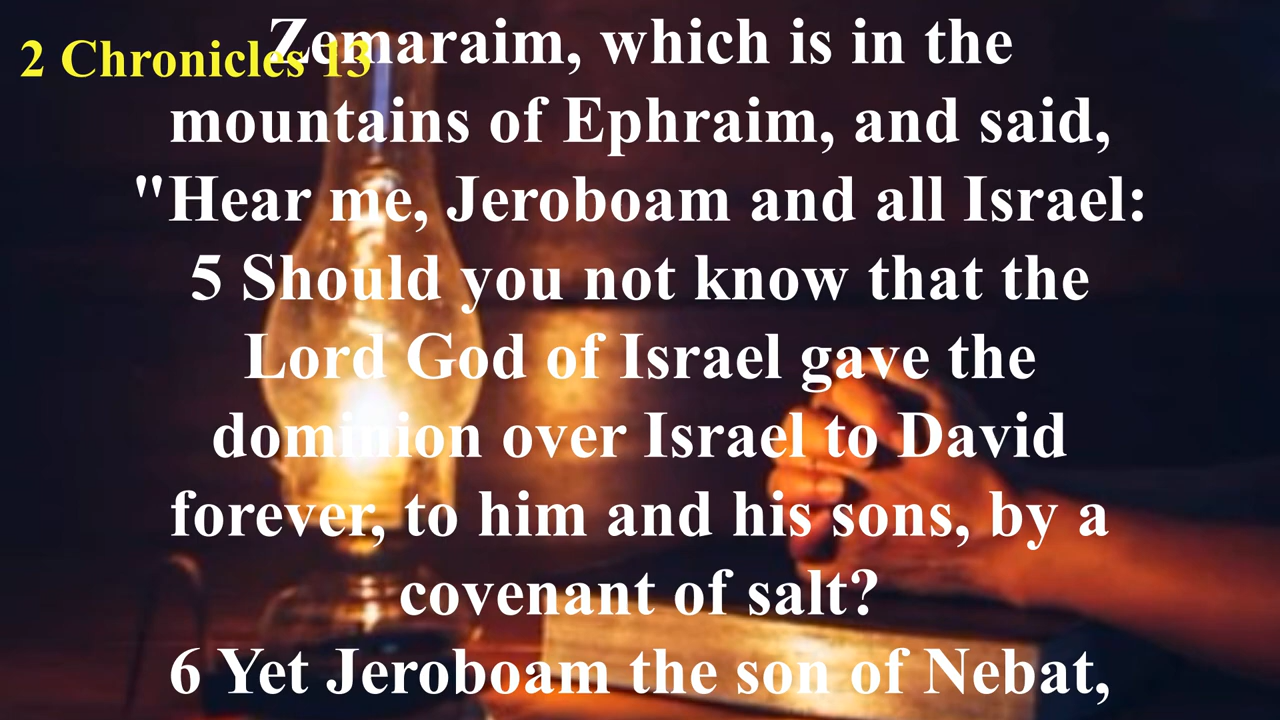 2 Chronicles 13
Zemaraim, which is in the
mountains of Ephraim, and said,
"Hear me, Jeroboam and all Israel:
5 Should you not know that the
Lord God of Israel gave the
dominion over Israel to David
forever, to him and his sons, by a
covenant of salt?
6 Yet Jeroboam the son of Nebat,